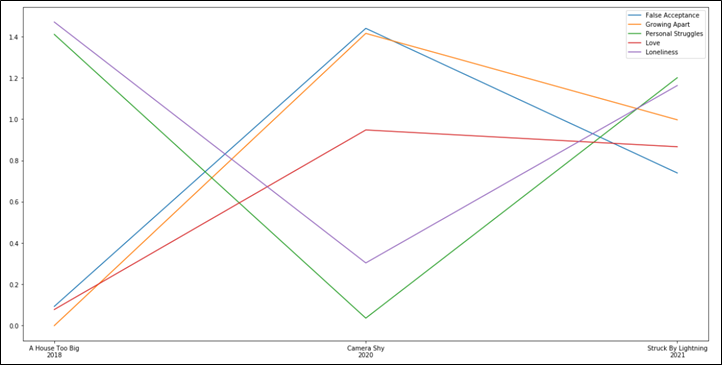 False Acceptance
Growing Apart
Personal Struggles
Love
Loneliness
1.4
1.2
1.0
0.8
0.6
0.4
0.2
0.0
A House Too Big
2018
Camera Shy
2020
Struck By Lightning
2021